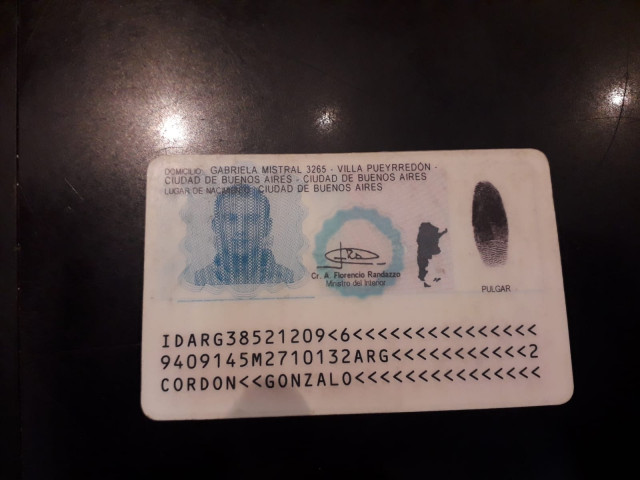 DOMICILIO: GABRIELA MISTRAL 3265 - VILLA PUEYRREDÓN -
CIUDAD DE BUENOS AIRES - CIUDAD DE BUENOS AIRES
LUGAR DE NACIMIENTO: CIUDAD DE BUENOS AIRES
Cr. A. Florencio Randazzo
Ministro del Interior
PULGAR
IDARG38521209<6<<<<<<<<<<<<<<<
9409145M2710132ARG<<<<<<<<<<<2
CORDON<<GONZALO<<<<<<<<<<<<<<<